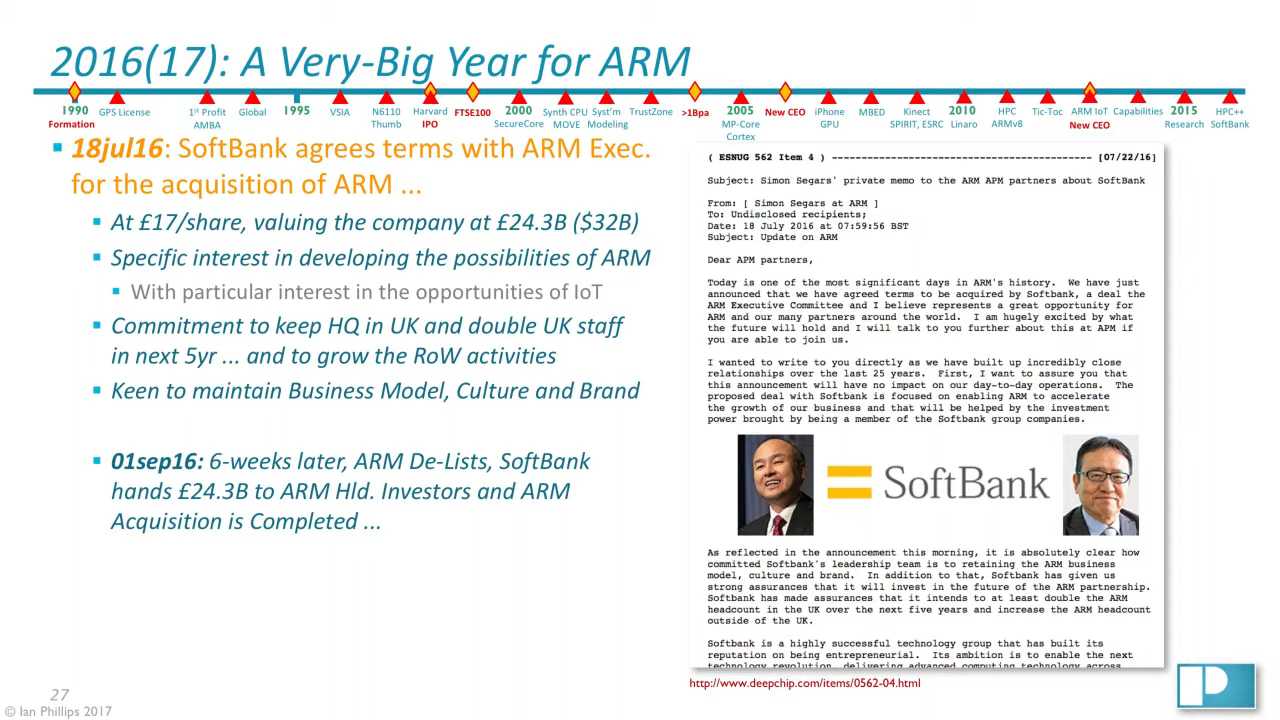 2016(17): A Very-Big Year for ARM
1990 GPS License 1st Profit Global 1995 VSIA N6110 Harvard FTSE100 2000 Synth CPU Syst'm TrustZone >1Bpa 2005 New CEO iPhone MBED Kinect 2010 HPC Tic-Toc ARM IoT Capabilities 2015 HPC++
Formation AMBA Thumb IPO SecureCore MOVE Modeling MP-Core GPU SPIRIT, ESRC Linaro ARMv8 New CEO Research SoftBank
Cortex
18jul16: SoftBank agrees terms with ARM Exec.
for the acquisition of ARM ...
At £17/share, valuing the company at £24.3B ($32B)
Specific interest in developing the possibilities of ARM
With particular interest in the opportunities of IoT
Commitment to keep HQ in UK and double UK staff
in next 5yr ... and to grow the RoW activities
Keen to maintain Business Model, Culture and Brand
01sep16: 6-weeks later, ARM De-Lists, SoftBank
hands £24.3B to ARM Hld. Investors and ARM
Acquisition is Completed ...
( ESNUG 562 Item 4 ) -------------------------------------------- [07/22/16]
Subject: Simon Segars' private memo to the ARM APM partners about SoftBank
From: [ Simon Segars at ARM ]
To: Undisclosed recipients;
Date: 18 July 2016 at 07:59:56 BST
Subject: Update on ARM
Dear APM partners,
Today is one of the most significant days in ARM's history. We have just
announced that we have agreed terms to be acquired by Softbank, a deal the
ARM Executive Committee and I believe represents a great opportunity for
ARM and our many partners around the world. I am hugely excited by what
the future will hold and I will talk to you further about this at APM if
you are able to join us.
I wanted to write to you directly as we have built up incredibly close
relationships over the last 25 years. First, I want to assure you that
this announcement will have no impact on our day-to-day operations. The
proposed deal with Softbank is focused on enabling ARM to accelerate
the growth of our business and that will be helped by the investment
power brought by being a member of the Softbank group companies.
SoftBank
As reflected in the announcement this morning, it is absolutely clear how
committed Softbank's leadership team is to retaining the ARM business
model, culture and brand. In addition to that, Softbank has given us
strong assurances that it will invest in the future of the ARM partnership.
Softbank has made assurances that it intends to at least double the ARM
headcount in the UK over the next five years and increase the ARM headcount
outside of the UK.
Softbank is a highly successful technology group that has built its
reputation on being entrepreneurial. Its ambition is to enable the next
technology revolution, delivering advanced computing technology across
http://www.deepchip.com/items/0562-04.html
P
27
© Ian Phillips 2017